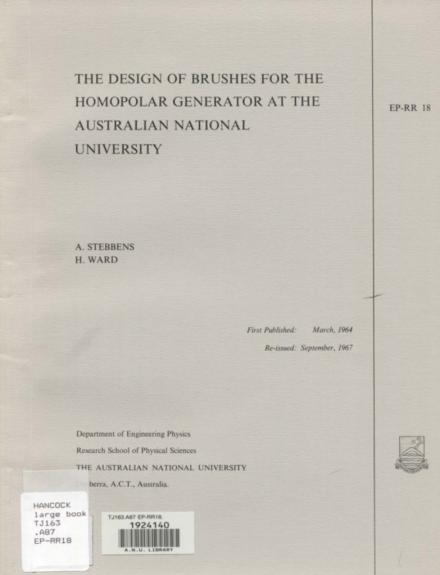 THE DESIGN OF BRUSHES FOR THE
HOMOPOLAR GENERATOR AT THE
AUSTRALIAN NATIONAL
UNIVERSITY
EP-RR 18
A. STEBBENS
H. WARD
First Published: March, 1964
Re-issued: September, 1967
Department of Engineering Physics
Research School of Physical Sciences
THE AUSTRALIAN NATIONAL UNIVERSITY
berra, A.C.T., Australia.
HANCOCK
large book
TJ163
.A87
EP-RR18
TJ163.A87 EP-RR18.
1924140
A.N.U. LIBRARY